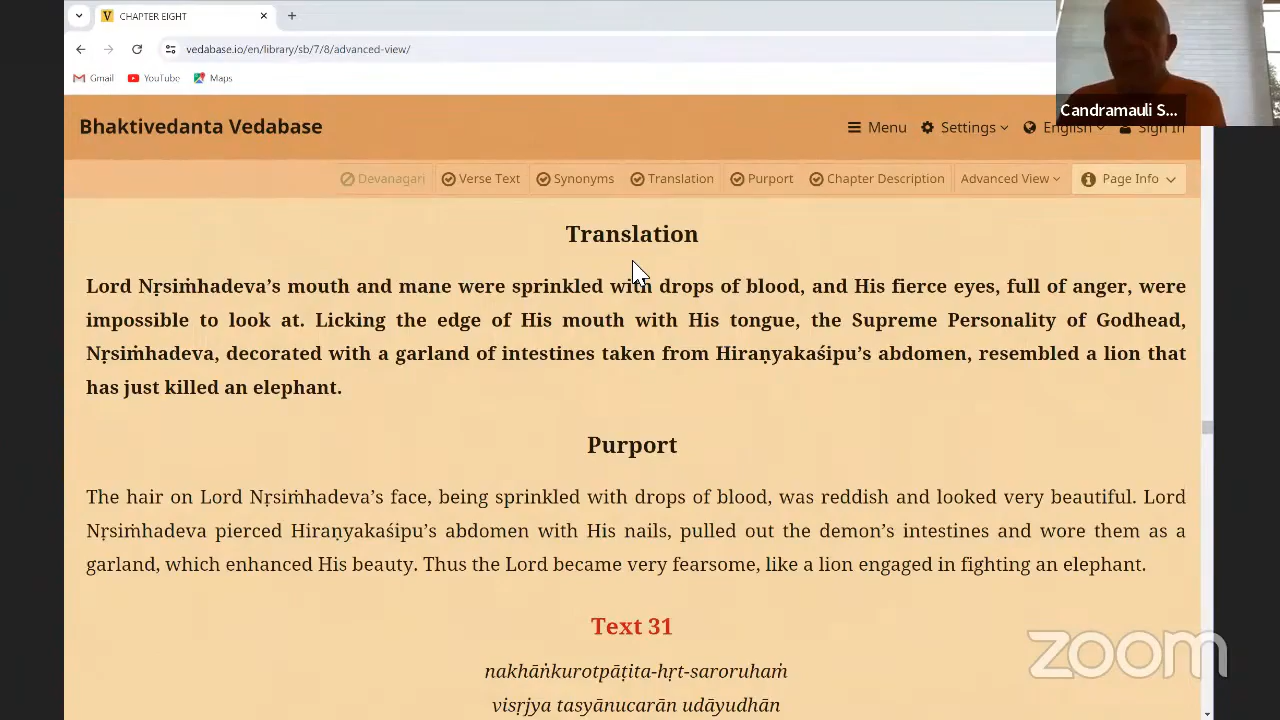 CHAPTER EIGHT
vedabase.io/en/library/sb/7/8/advanced-view/
Gmail YouTube Maps
Candramauli S...
Bhaktivedanta Vedabase
Menu Settings English Sign In
Devanagari Verse Text Synonyms Translation Purport Chapter Description Advanced View Page Info
Translation
Lord Nṛsiṁhadeva’s mouth and mane were sprinkled with drops of blood, and His fierce eyes, full of anger, were
impossible to look at. Licking the edge of His mouth with His tongue, the Supreme Personality of Godhead,
Nṛsiṁhadeva, decorated with a garland of intestines taken from Hiraṇyakaśipu’s abdomen, resembled a lion that
has just killed an elephant.
Purport
The hair on Lord Nṛsiṁhadeva’s face, being sprinkled with drops of blood, was reddish and looked very beautiful. Lord
Nṛsiṁhadeva pierced Hiraṇyakaśipu’s abdomen with His nails, pulled out the demon’s intestines and wore them as a
garland, which enhanced His beauty. Thus the Lord became very fearsome, like a lion engaged in fighting an elephant.
Text 31
nakhāṅkurotpāṭita-hṛt-saroruhaṁ
visṛjya tasyānucarān udāyudhān
zoom